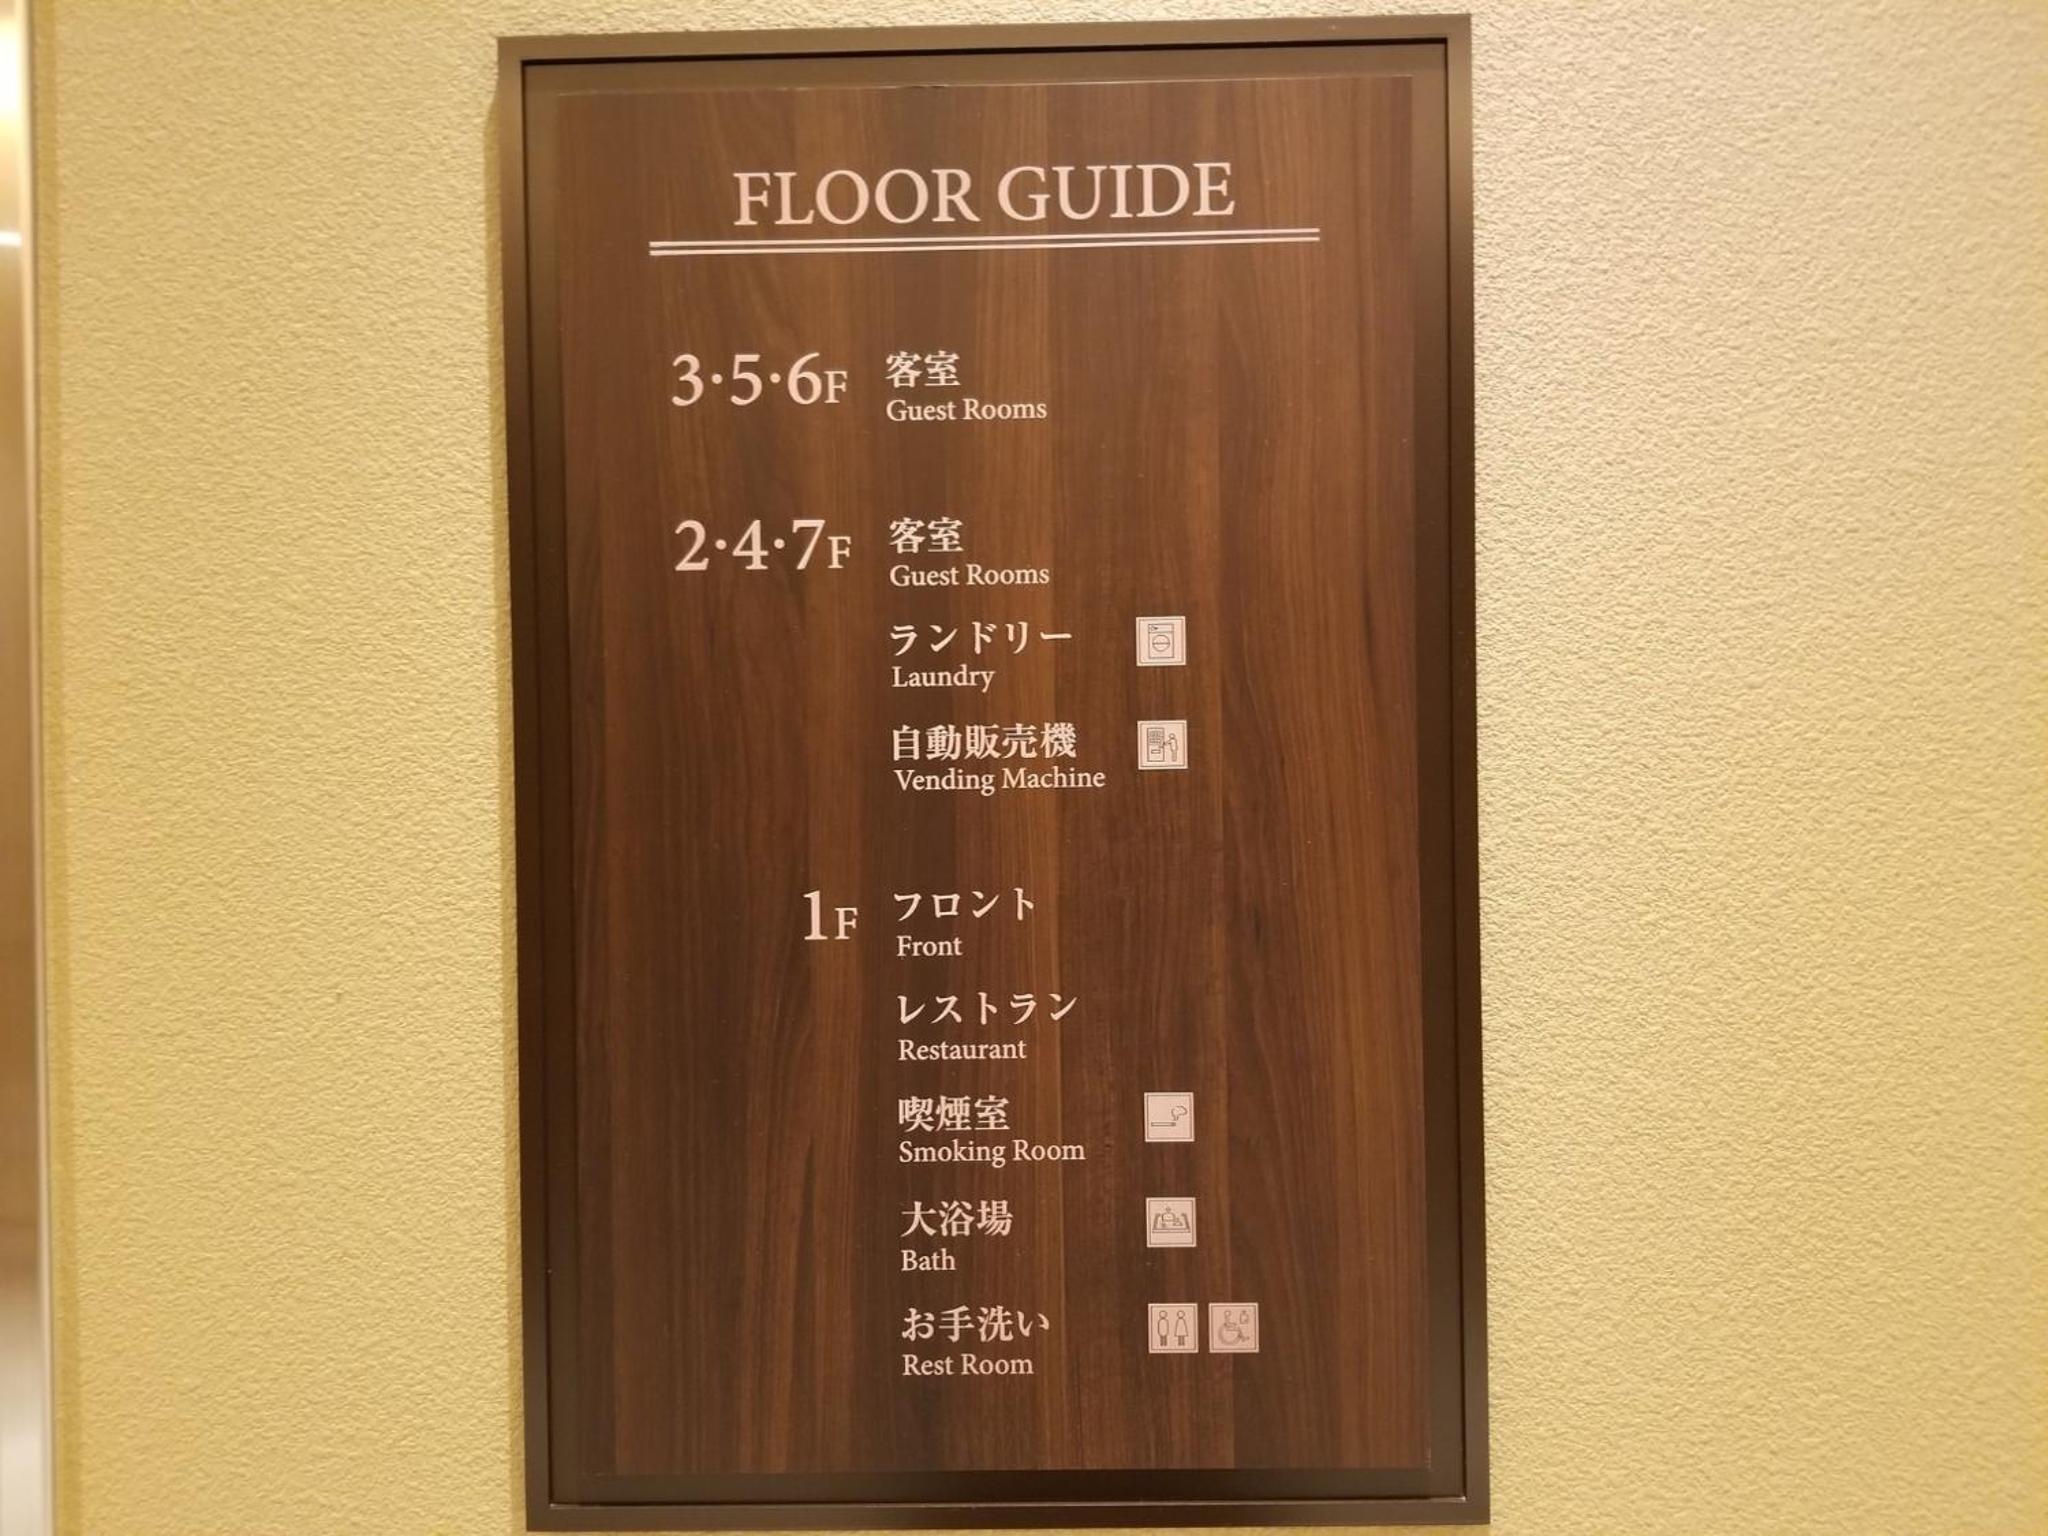 FLOOR GUIDE
3·5·6F 客室
Guest Rooms
2·4·7F 客室
Guest Rooms
ランドリー
Laundry
自動販売機
Vending Machine
1F フロント
Front
レストラン
Restaurant
喫煙室
Smoking Room
大浴場
Bath
お手洗い
Rest Room